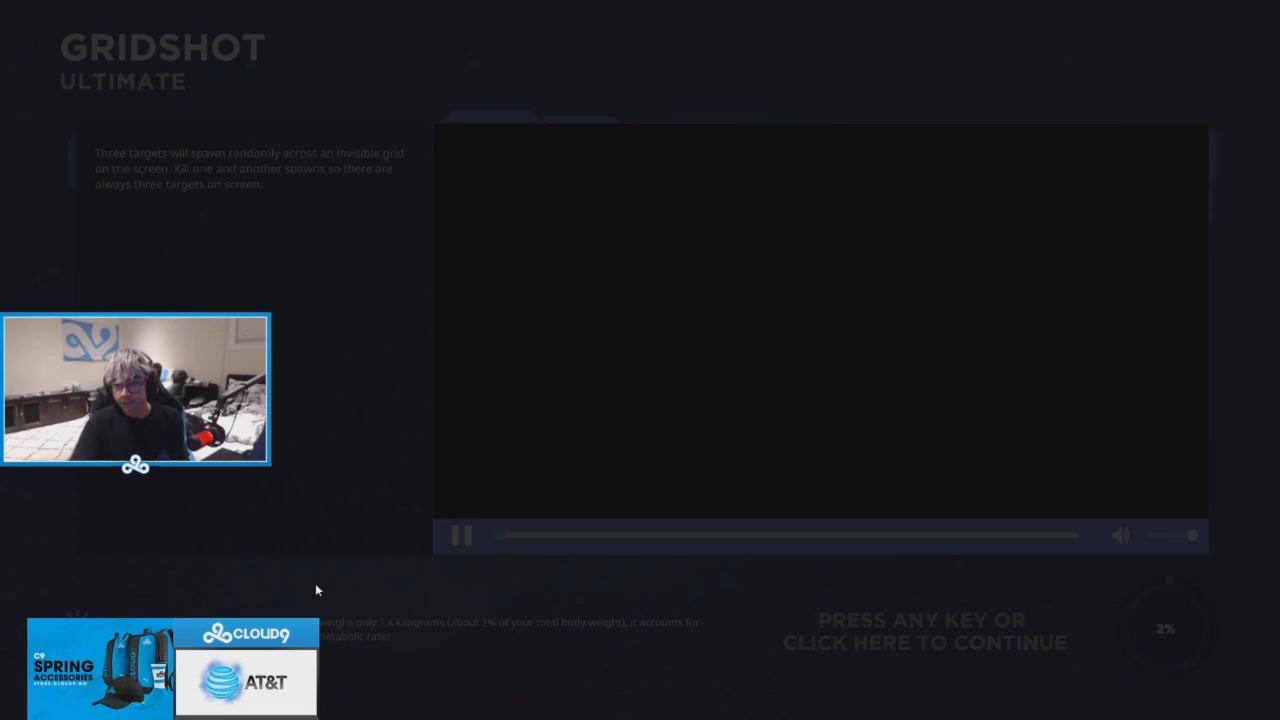 GRIDSHOT
ULTIMATE
Three targets will spawn randomly across an invisible grid
on the screen. Kill one and another spawns so there are
always three targets on screen.
weighs only 1.4 kilograms (about 2% of your total body weight), it accounts for
metabolic rate!
PRESS ANY KEY OR
CLICK HERE TO CONTINUE
2%
C9
SPRING
ACCESSORIES
STORE.CLOUD9.GG
CLOUD9
AT&T